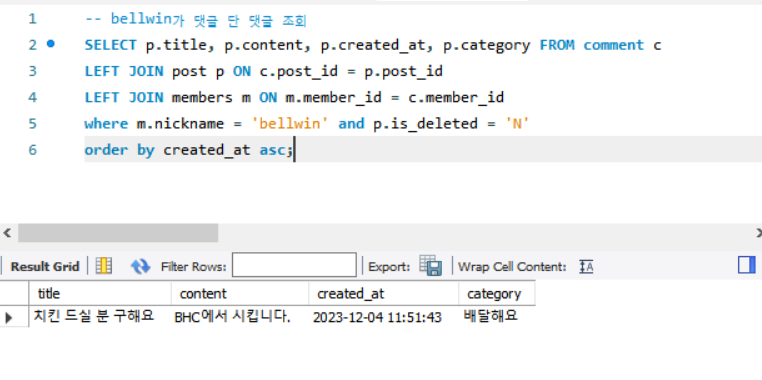 1 -- bellwin가 댓글 단 댓글 조회
2 SELECT p.title, p.content, p.created_at, p.category FROM comment c
3 LEFT JOIN post p ON c.post_id = p.post_id
4 LEFT JOIN members m ON m.member_id = c.member_id
5 where m.nickname = 'bellwin' and p.is_deleted = 'N'
6 order by created_at asc;
Result Grid Filter Rows: Export: Wrap Cell Content:
title content created_at category
치킨 드실 분 구해요 BHC에서 시킵니다. 2023-12-04 11:51:43 배달해요